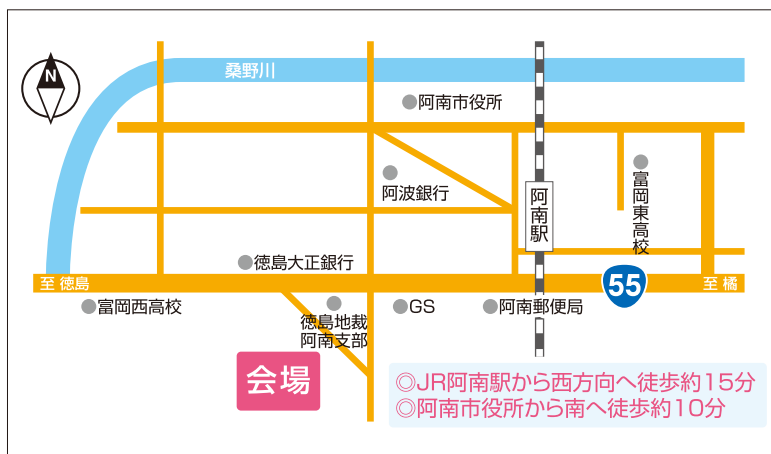 N
桑野川
阿南市役所
阿波銀行
阿南駅
富岡東高校
徳島大正銀行
至 徳島
55
至 橘
富岡西高校
徳島地裁
阿南支部
GS
阿南郵便局
会場
◎JR阿南駅から西方向へ徒歩約15分
◎阿南市役所から南へ徒歩約10分